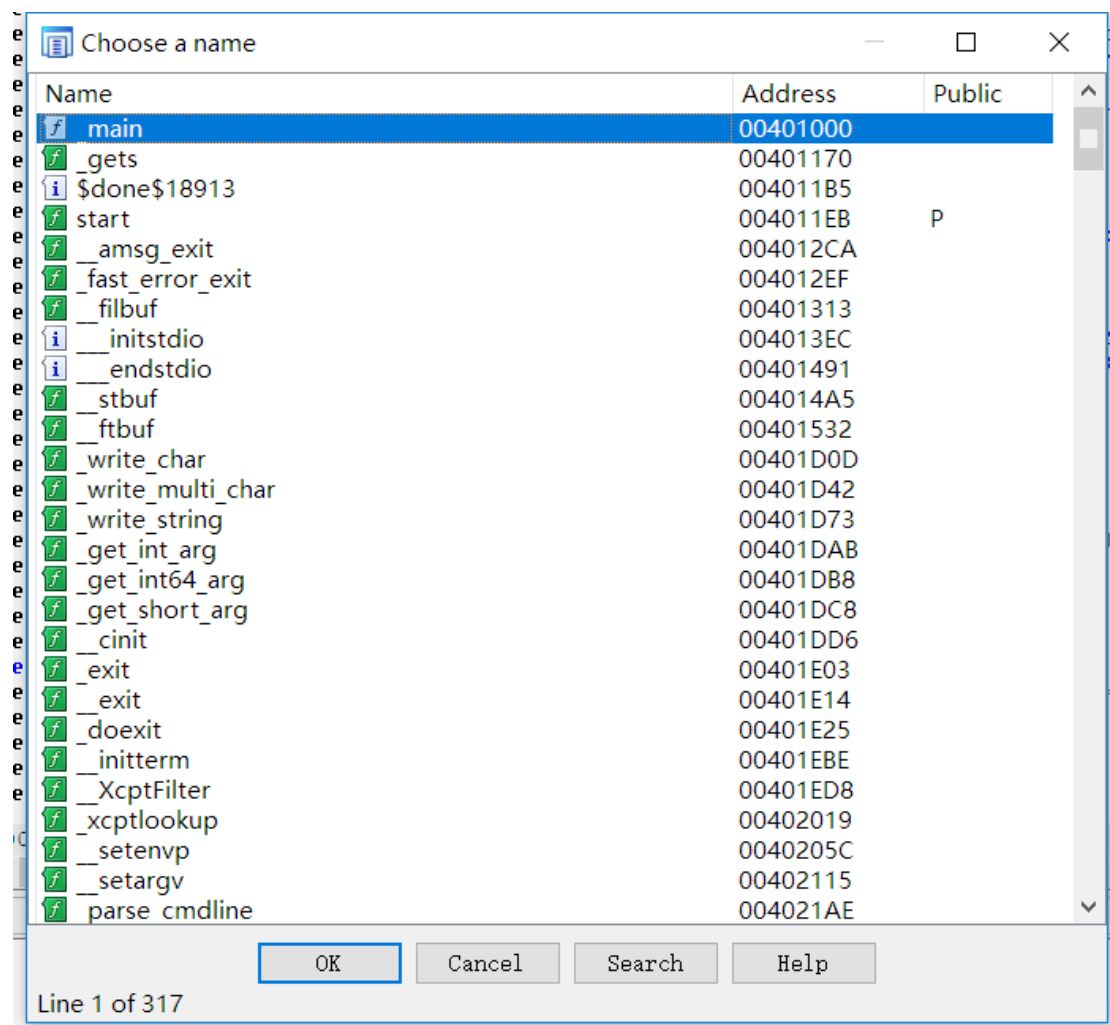 Choose a name
Name Address Public
_main 00401000
_gets 00401170
$done$18913 004011B5
start 004011EB P
__amsg_exit 004012CA
_fast_error_exit 004012EF
__filbuf 00401313
___initstdio 004013EC
___endstdio 00401491
__stbuf 004014A5
__ftbuf 00401532
_write_char 00401D0D
_write_multi_char 00401D42
_write_string 00401D73
_get_int_arg 00401DAB
_get_int64_arg 00401DB8
_get_short_arg 00401DC8
__cinit 00401DD6
_exit 00401E03
__exit 00401E14
_doexit 00401E25
__initterm 00401EBE
__XcptFilter 00401ED8
_xcptlookup 00402019
__setenvp 0040205C
__setargv 00402115
_parse_cmdline 004021AE
OK Cancel Search Help
Line 1 of 317